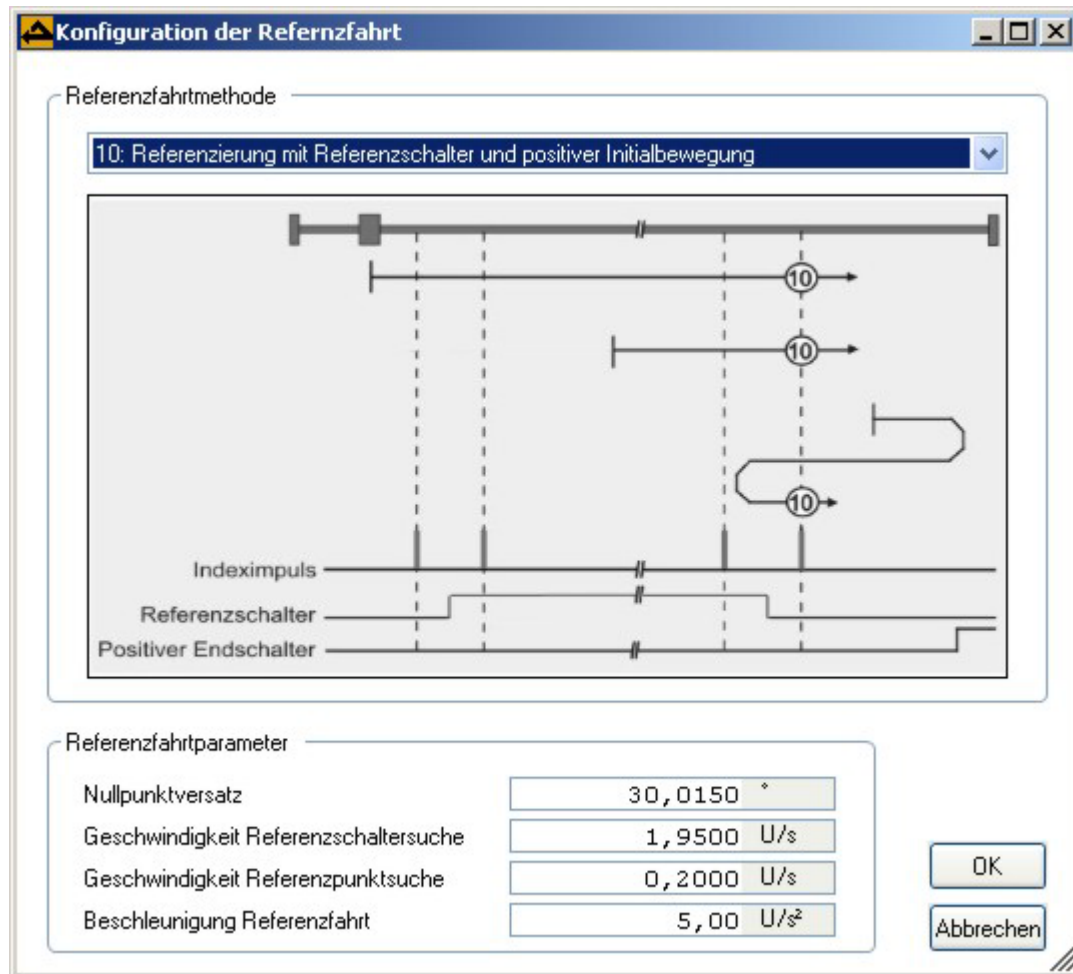 Konfiguration der Refernzfahrt
Referenzfahrtmethode
10: Referenzierung mit Referenzschalter und positiver Initialbewegung
10
10
10
Indeximpuls
Referenzschalter
Positiver Endschalter
Referenzfahrtparameter
Nullpunktversatz 30,0150 °
Geschwindigkeit Referenzschaltersuche 1,9500 U/s
Geschwindigkeit Referenzpunktsuche 0,2000 U/s
Beschleunigung Referenzfahrt 5,00 U/s²
OK
Abbrechen